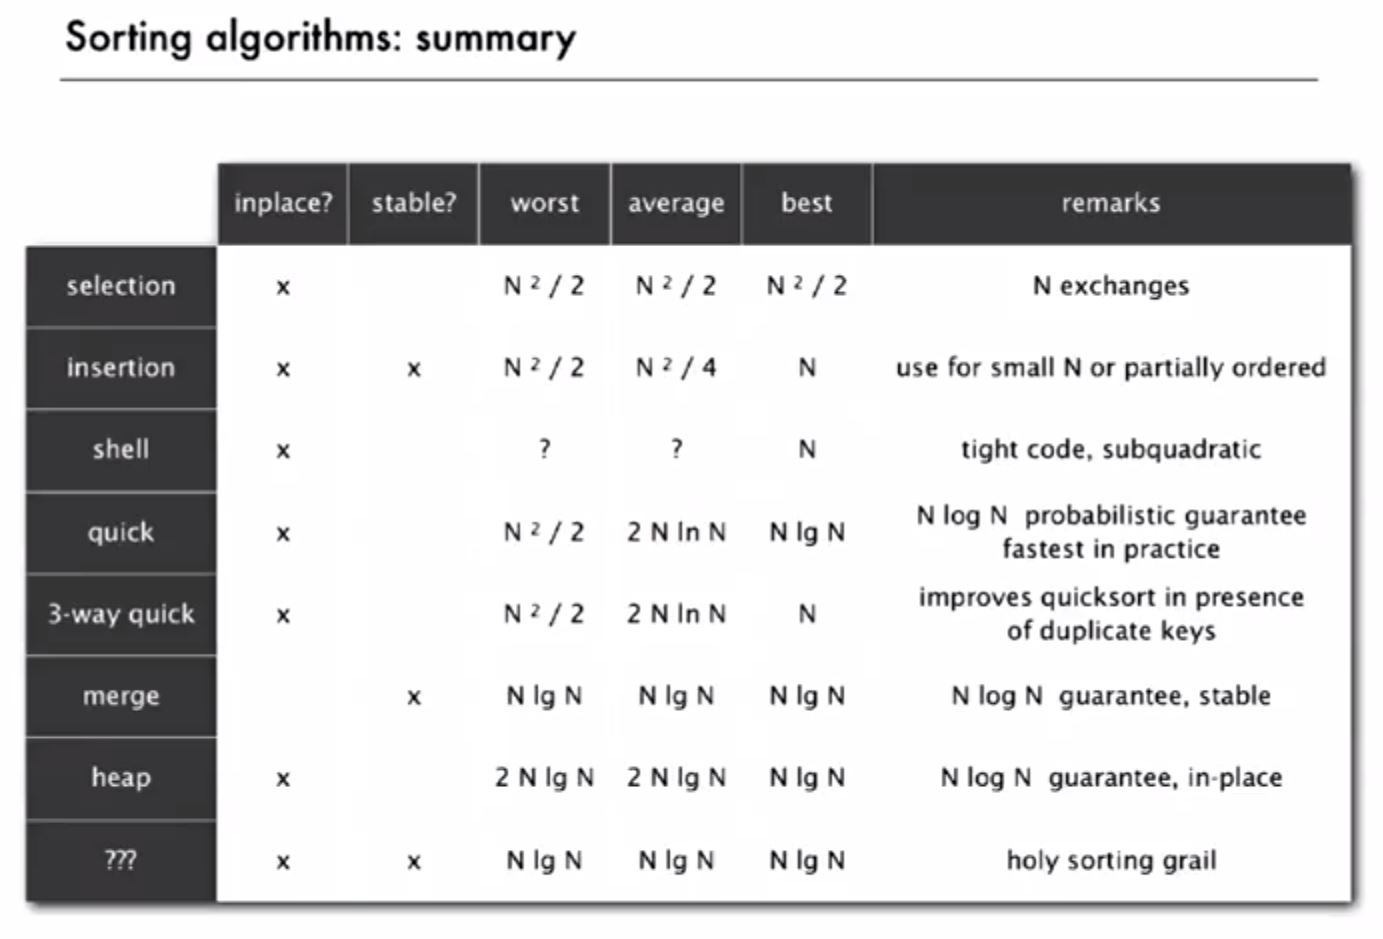 Sorting algorithms: summary
inplace? stable? worst average best remarks
selection x N ² / 2 N ² / 2 N ² / 2 N exchanges
insertion x x N ² / 2 N ² / 4 N use for small N or partially ordered
shell x ? ? N tight code, subquadratic
quick x N ² / 2 2 N ln N N lg N N log N probabilistic guarantee
fastest in practice
3-way quick x N ² / 2 2 N ln N N improves quicksort in presence
of duplicate keys
merge x N lg N N lg N N lg N N log N guarantee, stable
heap x 2 N lg N 2 N lg N N lg N N log N guarantee, in-place
??? x x N lg N N lg N N lg N holy sorting grail